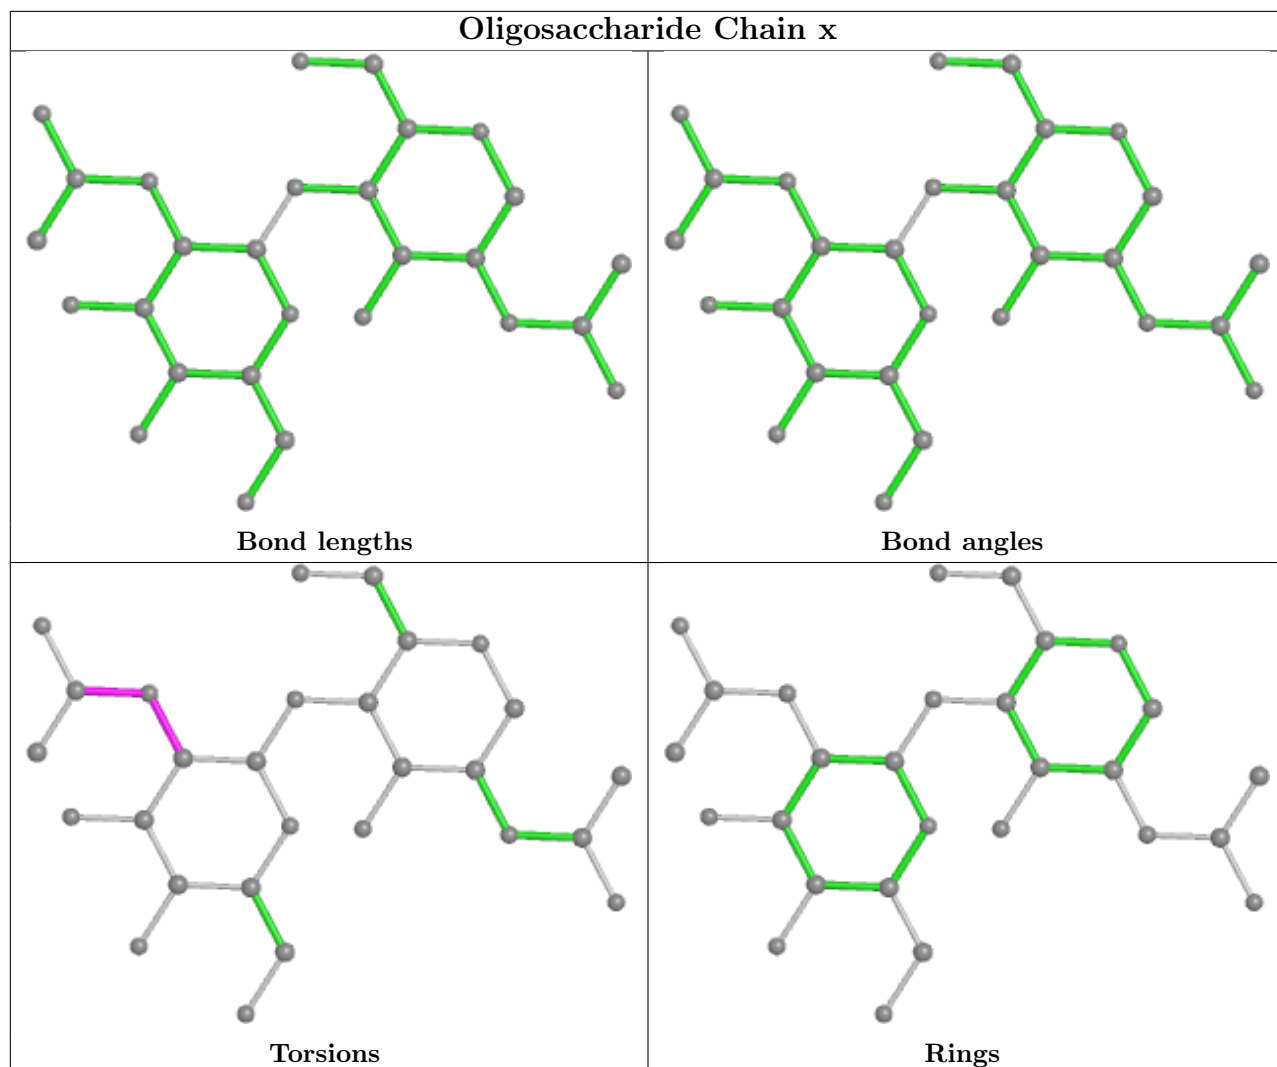 Oligosaccharide Chain x
Bond lengths
Bond angles
Torsions
Rings